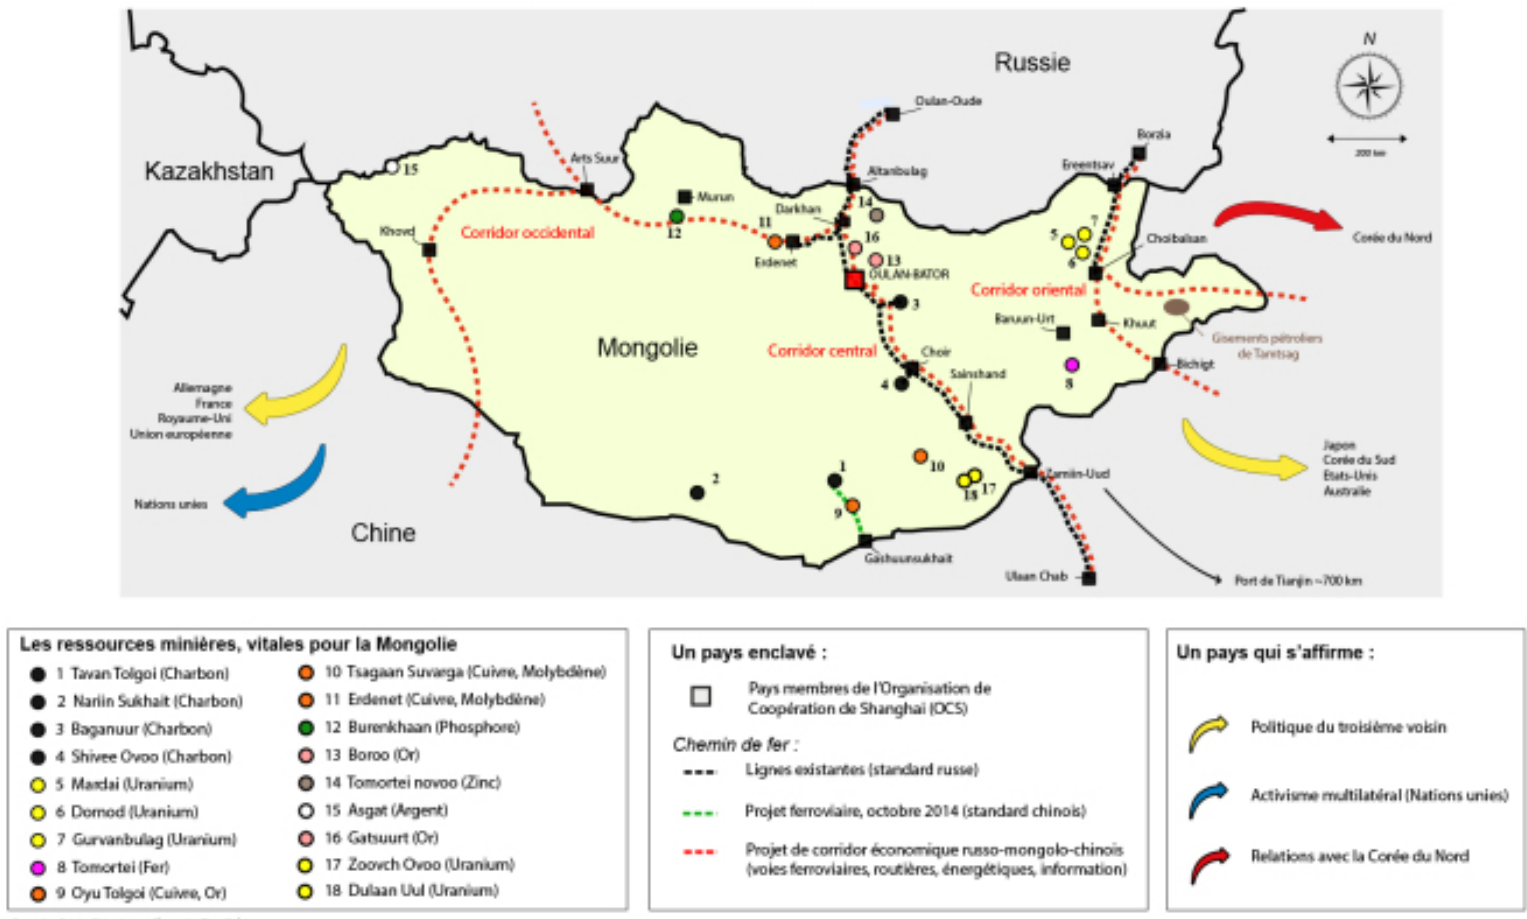 Russie
N
Oulan-Oude
Borzia
200 km
Kazakhstan
15
Arts Suur
Altanbulag
Ereentsav
Murun
14
Darkhan
12
11
7
Khovd
Corridor occidental
16
5
Choibalsan
Corée du Nord
Erdenet
13
6
OULAN-BATOR
Corridor oriental
3
Baruun-Urt
Khuut
Gisements pétroliers
de Tamtsag
Mongolie
Corridor central
Choir
Bichigt
Sainshand
4
8
Allemagne
France
Royaume-Uni
Union européenne
Japon
Corée du Sud
Etats-Unis
Australie
10
1
2
Zamiin-Uud
18
17
Nations unies
9
Chine
Gashuunsukhait
Ulaan Chab
Port de Tianjin ~700 km
Les ressources minières, vitales pour la Mongolie
1 Tavan Tolgoi (Charbon)
2 Nariin Sukhait (Charbon)
3 Baganuur (Charbon)
4 Shivee Ovoo (Charbon)
5 Mardai (Uranium)
6 Dornod (Uranium)
7 Gurvanbulag (Uranium)
8 Tomortei (Fer)
9 Oyu Tolgoi (Cuivre, Or)
10 Tsagaan Suvarga (Cuivre, Molybdène)
11 Erdenet (Cuivre, Molybdène)
12 Burenkhaan (Phosphore)
13 Boroo (Or)
14 Tomortei novoo (Zinc)
15 Asgat (Argent)
16 Gatsuurt (Or)
17 Zoovch Ovoo (Uranium)
18 Dulaan Uul (Uranium)
Un pays enclavé :
Pays membres de l'Organisation de
Coopération de Shanghai (OCS)
Chemin de fer :
Lignes existantes (standard russe)
Projet ferroviaire, octobre 2014 (standard chinois)
Projet de corridor économique russo-mongolo-chinois
(voies ferroviaires, routières, énergétiques, information)
Un pays qui s'affirme :
Politique du troisième voisin
Activisme multilatéral (Nations unies)
Relations avec la Corée du Nord